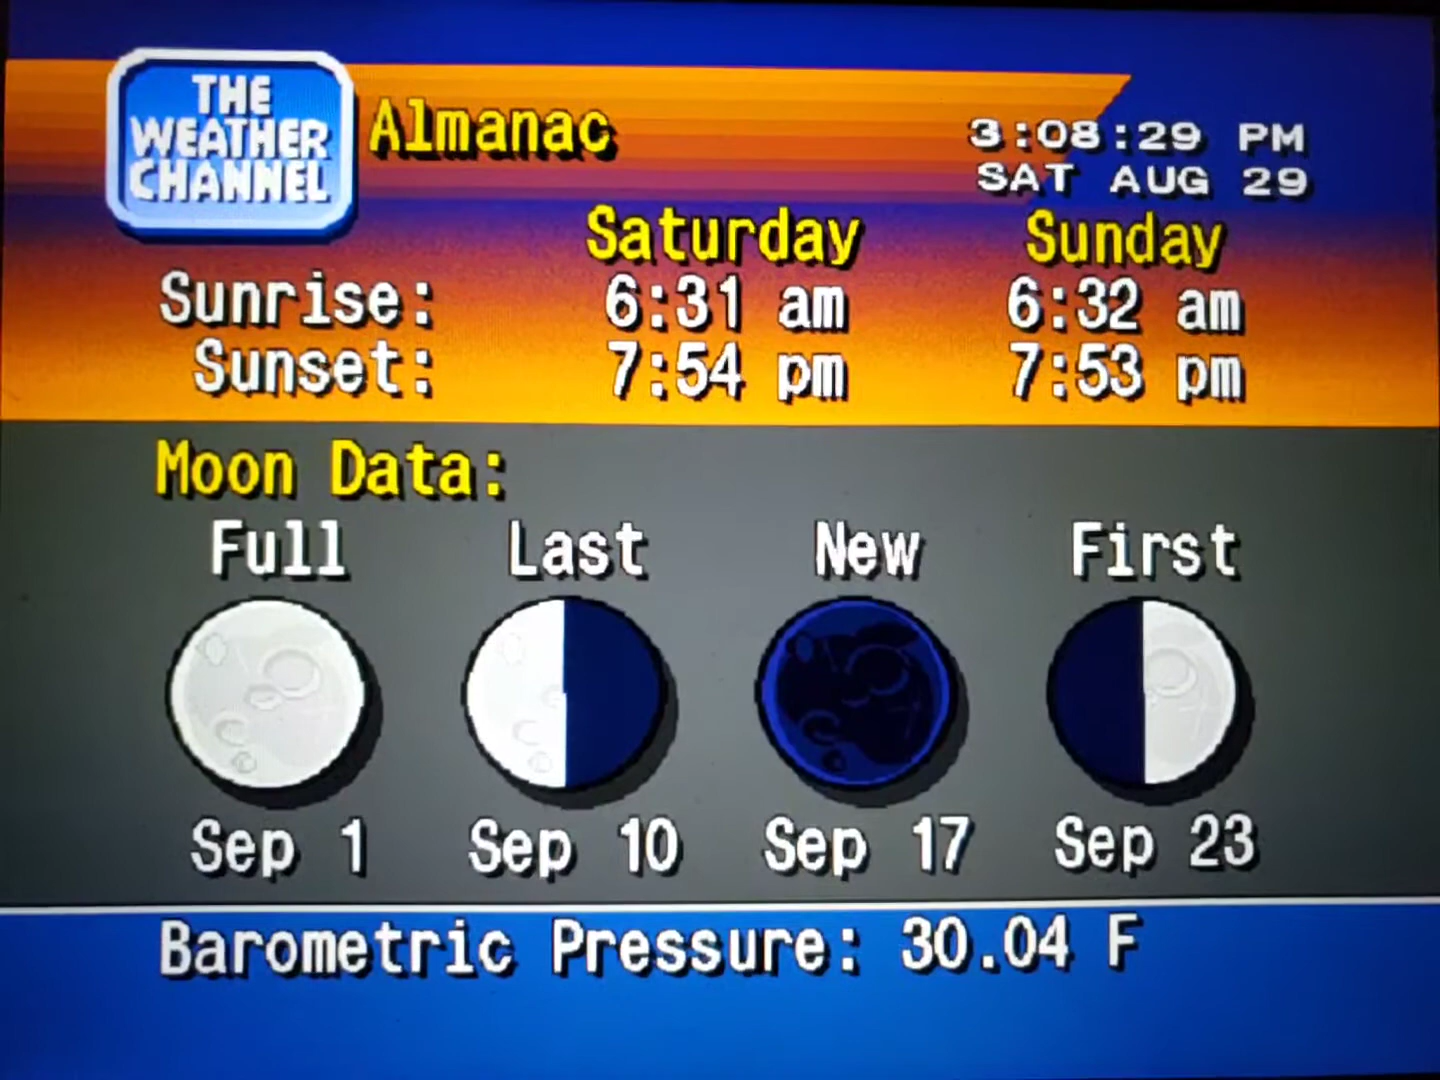 THE
WEATHER
CHANNEL
Almanac
3:08:29 PM
SAT AUG 29
Saturday Sunday
Sunrise: 6:31 am 6:32 am
Sunset: 7:54 pm 7:53 pm
Moon Data:
Full Last New First
Sep 1 Sep 10 Sep 17 Sep 23
Barometric Pressure: 30.04 F